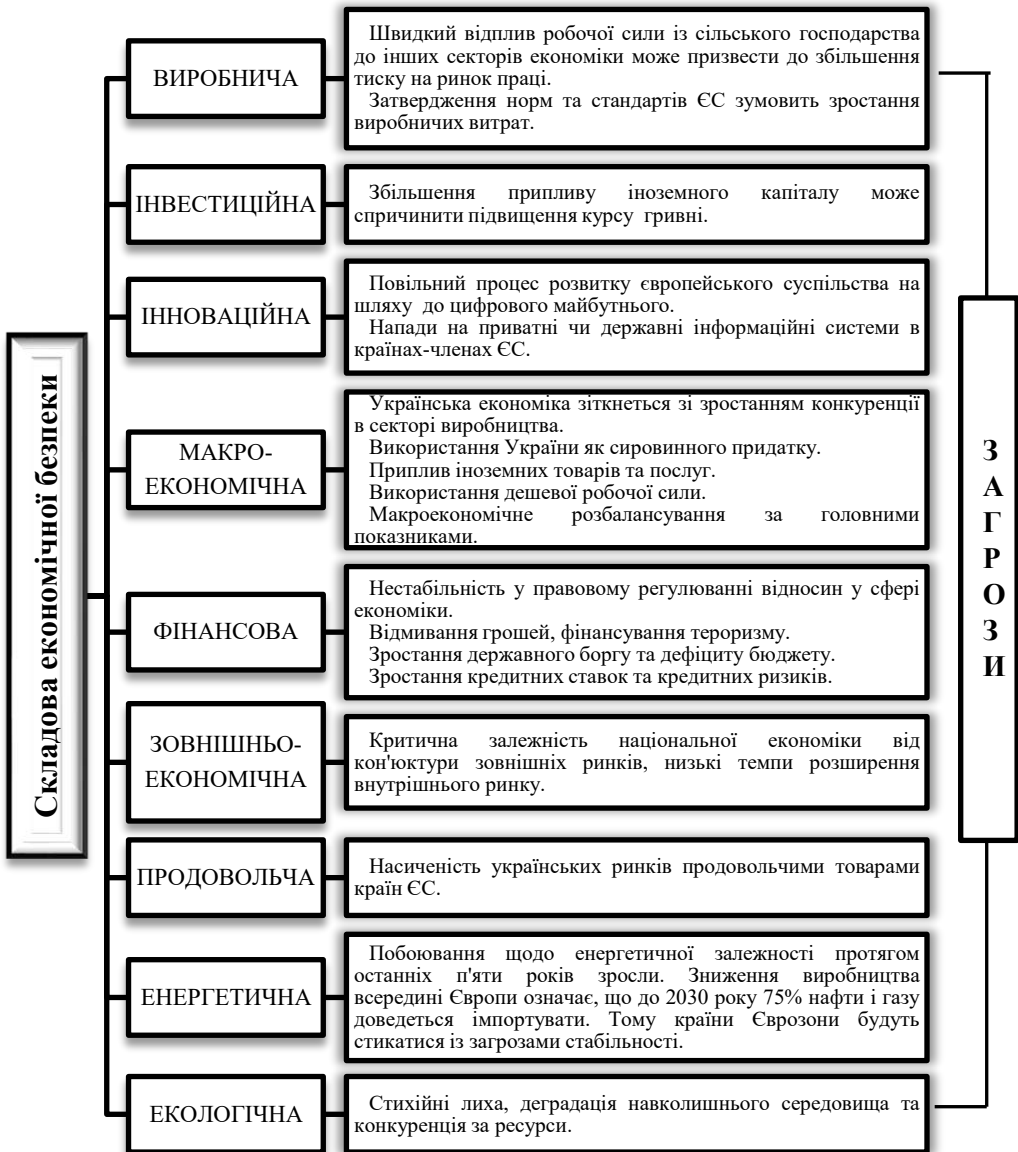 Складова економічної безпеки
ВИРОБНИЧА
Швидкий відплив робочої сили із сільського господарства
до інших секторів економіки може призвести до збільшення
тиску на ринок праці.
Затвердження норм та стандартів ЄС зумовить зростання
виробничих витрат.
ІНВЕСТИЦІЙНА
Збільшення припливу іноземного капіталу може
спричинити підвищення курсу гривні.
ІННОВАЦІЙНА
Повільний процес розвитку європейського суспільства на
шляху до цифрового майбутнього.
Напади на приватні чи державні інформаційні системи в
країнах-членах ЄС.
МАКРО-
ЕКОНОМІЧНА
Українська економіка зіткнеться зі зростанням конкуренції
в секторі виробництва.
Використання України як сировинного придатку.
Приплив іноземних товарів та послуг.
Використання дешевої робочої сили.
Макроекономічне розбалансування за головними
показниками.
ФІНАНСОВА
Нестабільність у правовому регулюванні відносин у сфері
економіки.
Відмивання грошей, фінансування тероризму.
Зростання державного боргу та дефіциту бюджету.
Зростання кредитних ставок та кредитних ризиків.
ЗОВНІШНЬО-
ЕКОНОМІЧНА
Критична залежність національної економіки від
кон'юктури зовнішніх ринків, низькі темпи розширення
внутрішнього ринку.
ПРОДОВОЛЬЧА
Насиченість українських ринків продовольчими товарами
країн ЄС.
ЕНЕРГЕТИЧНА
Побоювання щодо енергетичної залежності протягом
останніх п'яти років зросли. Зниження виробництва
всередині Європи означає, що до 2030 року 75% нафти і газу
доведеться імпортувати. Тому країни Єврозони будуть
стикатися із загрозами стабільності.
ЕКОЛОГІЧНА
Стихійні лиха, деградація навколишнього середовища та
конкуренція за ресурси.
З
А
Г
Р
О
З
И